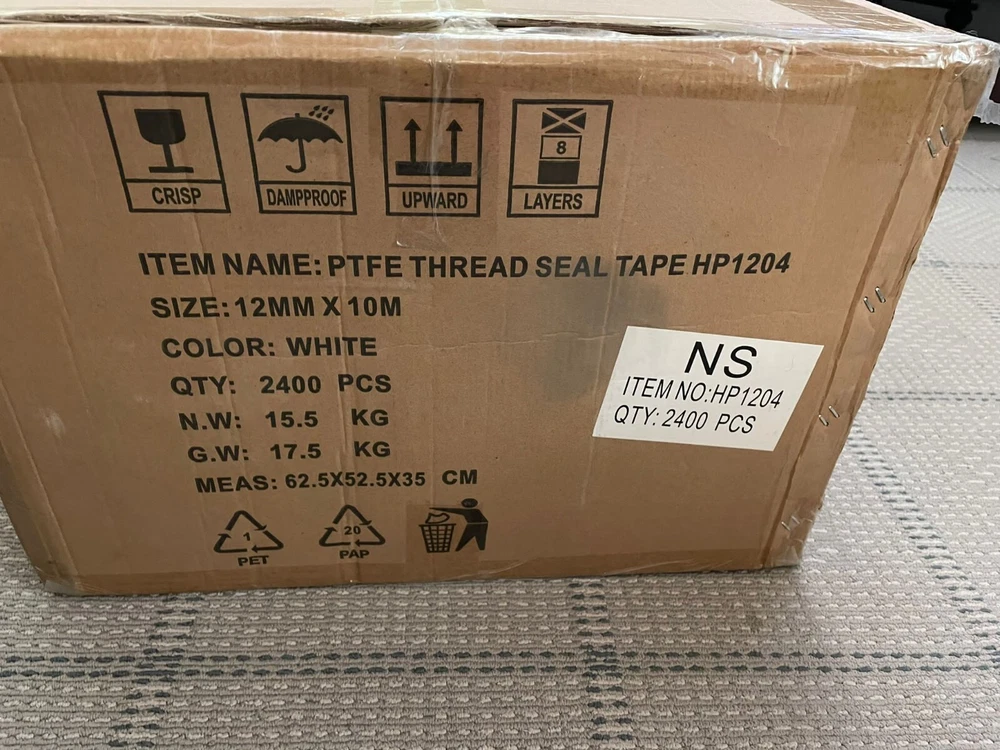 CRISP
DAMPPROOF
UPWARD
8
LAYERS
ITEM NAME: PTFE THREAD SEAL TAPE HP1204
SIZE: 12MM X 10M
COLOR: WHITE
QTY: 2400 PCS
N.W: 15.5 KG
G.W: 17.5 KG
MEAS: 62.5X52.5X35 CM
1
PET
20
PAP
NS
ITEM NO:HP1204
QTY: 2400 PCS